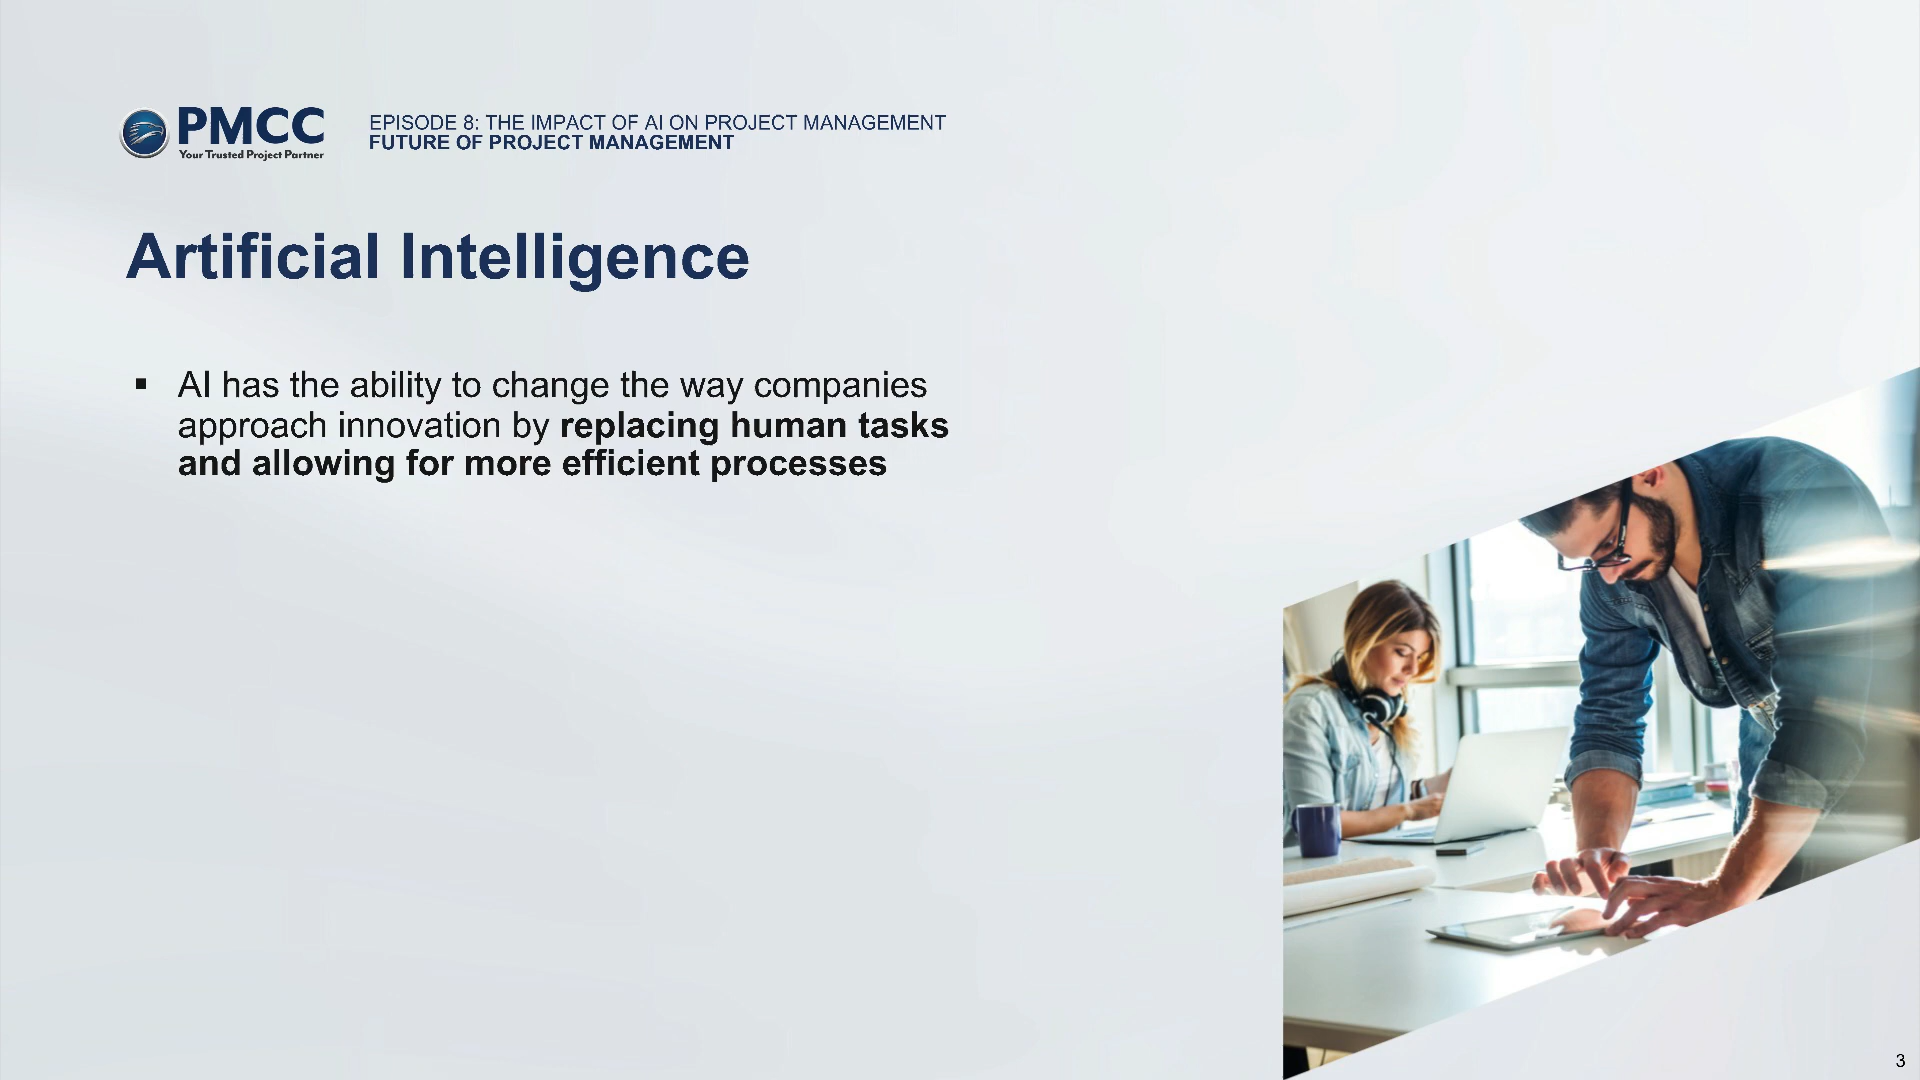 PMCC
Your Trusted Project Partner
EPISODE 8: THE IMPACT OF AI ON PROJECT MANAGEMENT
FUTURE OF PROJECT MANAGEMENT
Artificial Intelligence
▪ AI has the ability to change the way companies
approach innovation by replacing human tasks
and allowing for more efficient processes
3